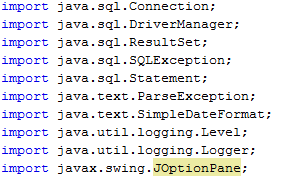 import java.sql.Connection;
import java.sql.DriverManager;
import java.sql.ResultSet;
import java.sql.SQLException;
import java.sql.Statement;
import java.text.ParseException;
import java.text.SimpleDateFormat;
import java.util.logging.Level;
import java.util.logging.Logger;
import javax.swing.JOptionPane;